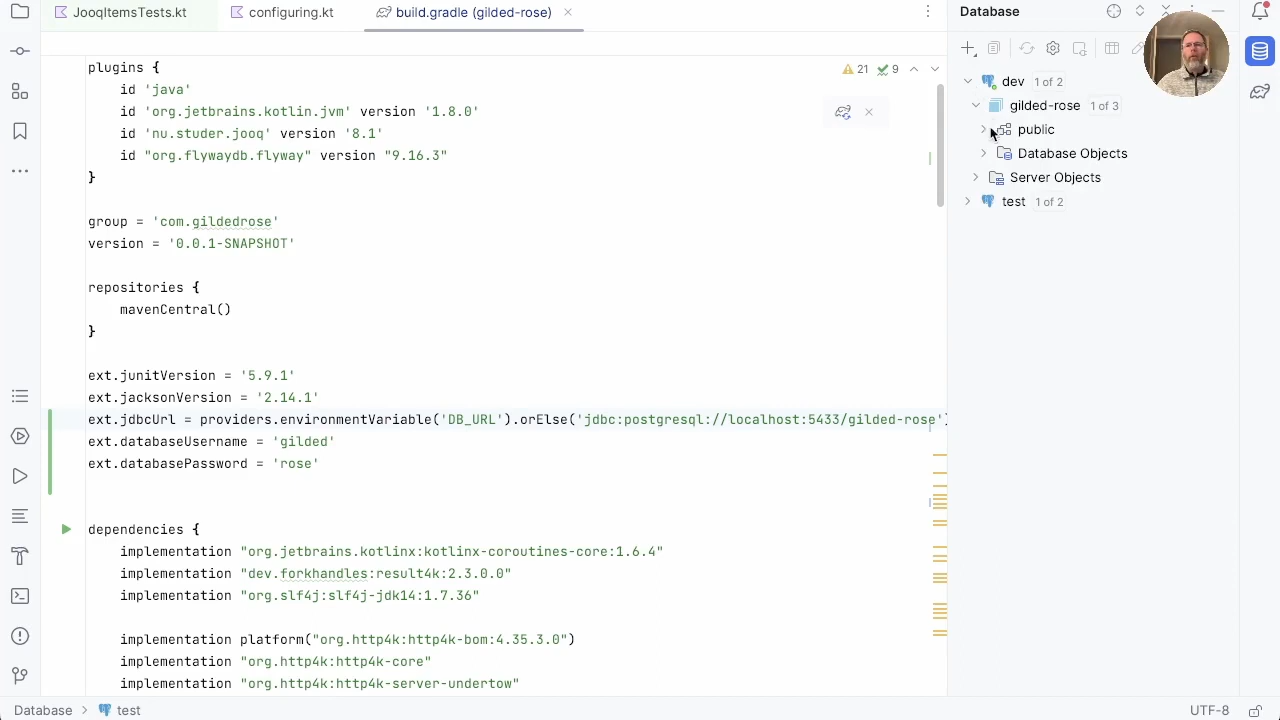 JooqItemsTests.kt
configuring.kt
build.gradle (gilded-rose)
Database
plugins {
id 'java'
id 'org.jetbrains.kotlin.jvm' version '1.8.0'
id 'nu.studer.jooq' version '8.1'
id "org.flywaydb.flyway" version "9.16.3"
}
21
9
group = 'com.gildedrose'
version = '0.0.1-SNAPSHOT'
repositories {
mavenCentral()
}
ext.junitVersion = '5.9.1'
ext.jacksonVersion = '2.14.1'
ext.jdbcUrl = providers.environmentVariable('DB_URL').orElse('jdbc:postgresql://localhost:5433/gilded-rose')
ext.databaseUsername = 'gilded'
ext.databasePassword = 'rose'
dependencies {
implementation "org.jetbrains.kotlinx:kotlinx-coroutines-core:1.6.4"
implementation "dev.forkhandles:result4k:2.3.0.0"
implementation "org.slf4j:slf4j-jdk14:1.7.36"
implementation platform("org.http4k:http4k-bom:4.35.3.0")
implementation "org.http4k:http4k-core"
implementation "org.http4k:http4k-server-undertow"
dev 1 of 2
gilded-rose 1 of 3
public
Database Objects
Server Objects
test 1 of 2
Database > test
UTF-8